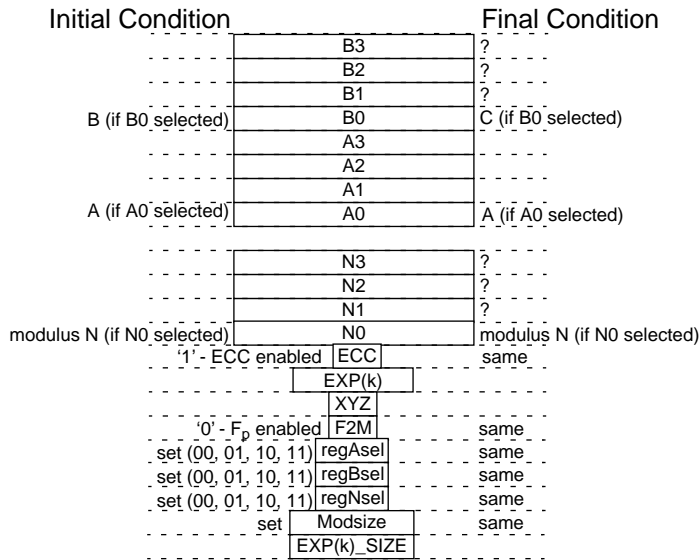 Initial Condition Final Condition
B3 ?
B2 ?
B1 ?
B (if B0 selected) B0 C (if B0 selected)
A3
A2
A1
A (if A0 selected) A0 A (if A0 selected)
N3 ?
N2 ?
N1 ?
modulus N (if N0 selected) N0 modulus N (if N0 selected)
‘1’ - ECC enabled ECC same
EXP(k)
XYZ
‘0’ - Fp enabled F2M same
set (00, 01, 10, 11) regAsel same
set (00, 01, 10, 11) regBsel same
set (00, 01, 10, 11) regNsel same
set Modsize same
EXP(k)_SIZE